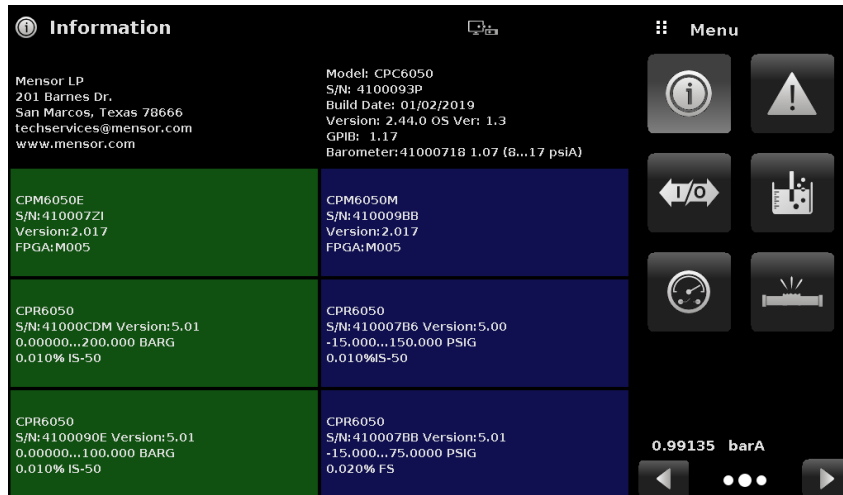 Information
Mensor LP
201 Barnes Dr.
San Marcos, Texas 78666
techservices@mensor.com
www.mensor.com
Model: CPC6050
S/N: 4100093P
Build Date: 01/02/2019
Version: 2.44.0 OS Ver: 1.3
GPIB: 1.17
Barometer:41000718 1.07 (8...17 psiA)
CPM6050E
S/N:410007ZI
Version:2.017
FPGA:M005
CPM6050M
S/N:410009BB
Version:2.017
FPGA:M005
CPR6050
S/N:41000CDM Version:5.01
0.00000...200.000 BARG
0.010% IS-50
CPR6050
S/N:410007B6 Version:5.00
-15.000...150.000 PSIG
0.010%IS-50
CPR6050
S/N:4100090E Version:5.01
0.00000...100.000 BARG
0.010% IS-50
CPR6050
S/N:410007BB Version:5.01
-15.000...75.0000 PSIG
0.020% FS
Menu
I/O
0.99135 barA